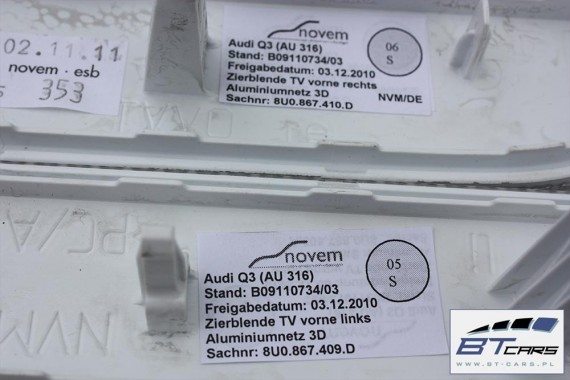 02.11.11
novem · esb
353
novem
Audi Q3 (AU 316)
Stand: B09110734/03
Freigabedatum: 03.12.2010
Zierblende TV vorne rechts
Aluminiumnetz 3D
Sachnr: 8U0.867.410.D
06
S
NVM/DE
novem
Audi Q3 (AU 316)
Stand: B09110734/03
Freigabedatum: 03.12.2010
Zierblende TV vorne links
Aluminiumnetz 3D
Sachnr: 8U0.867.409.D
05
S
PC/A
NVM
BT CARS
WWW.BT-CARS.PL